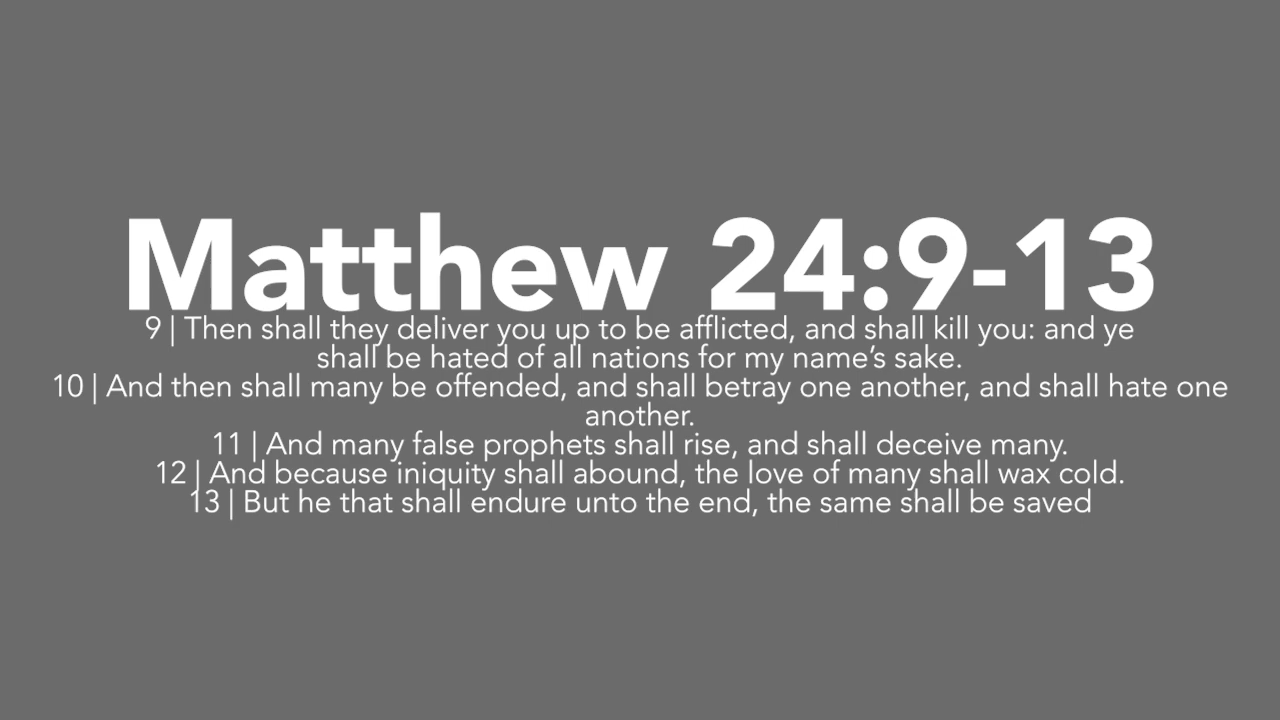 Matthew 24:9-13
9 | Then shall they deliver you up to be afflicted, and shall kill you: and ye
shall be hated of all nations for my name’s sake.
10 | And then shall many be offended, and shall betray one another, and shall hate one
another.
11 | And many false prophets shall rise, and shall deceive many.
12 | And because iniquity shall abound, the love of many shall wax cold.
13 | But he that shall endure unto the end, the same shall be saved